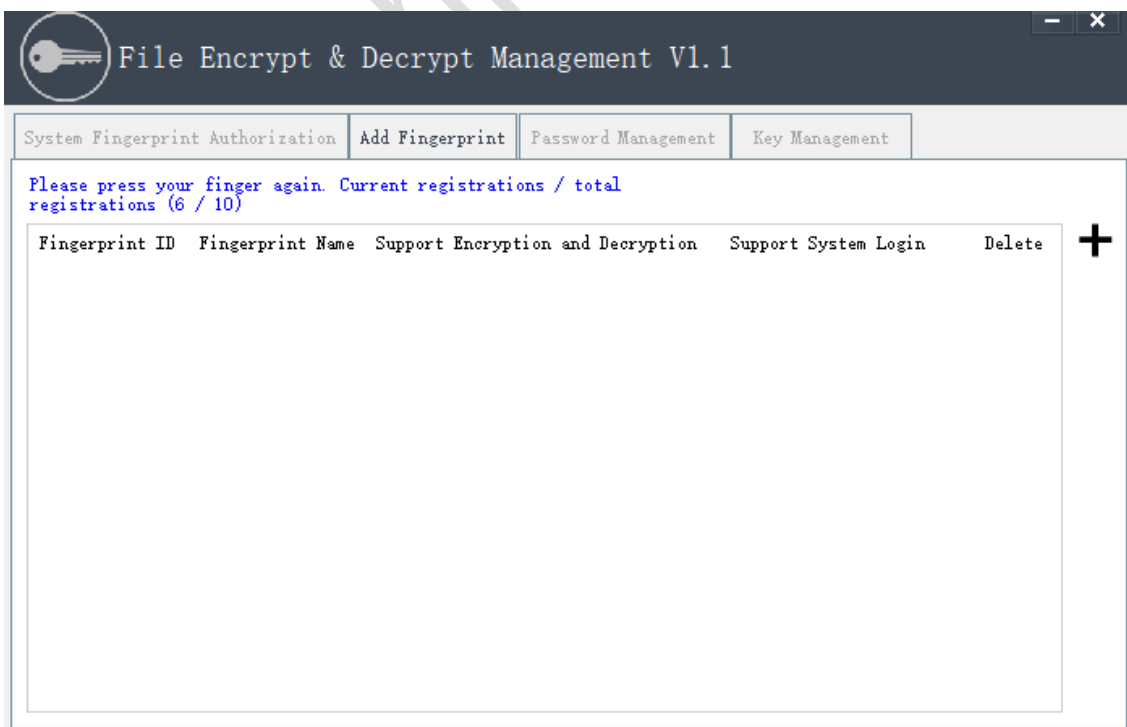 File Encrypt & Decrypt Management V1.1
System Fingerprint Authorization Add Fingerprint Password Management Key Management
Please press your finger again. Current registrations / total
registrations (6 / 10)
Fingerprint ID Fingerprint Name Support Encryption and Decryption Support System Login Delete